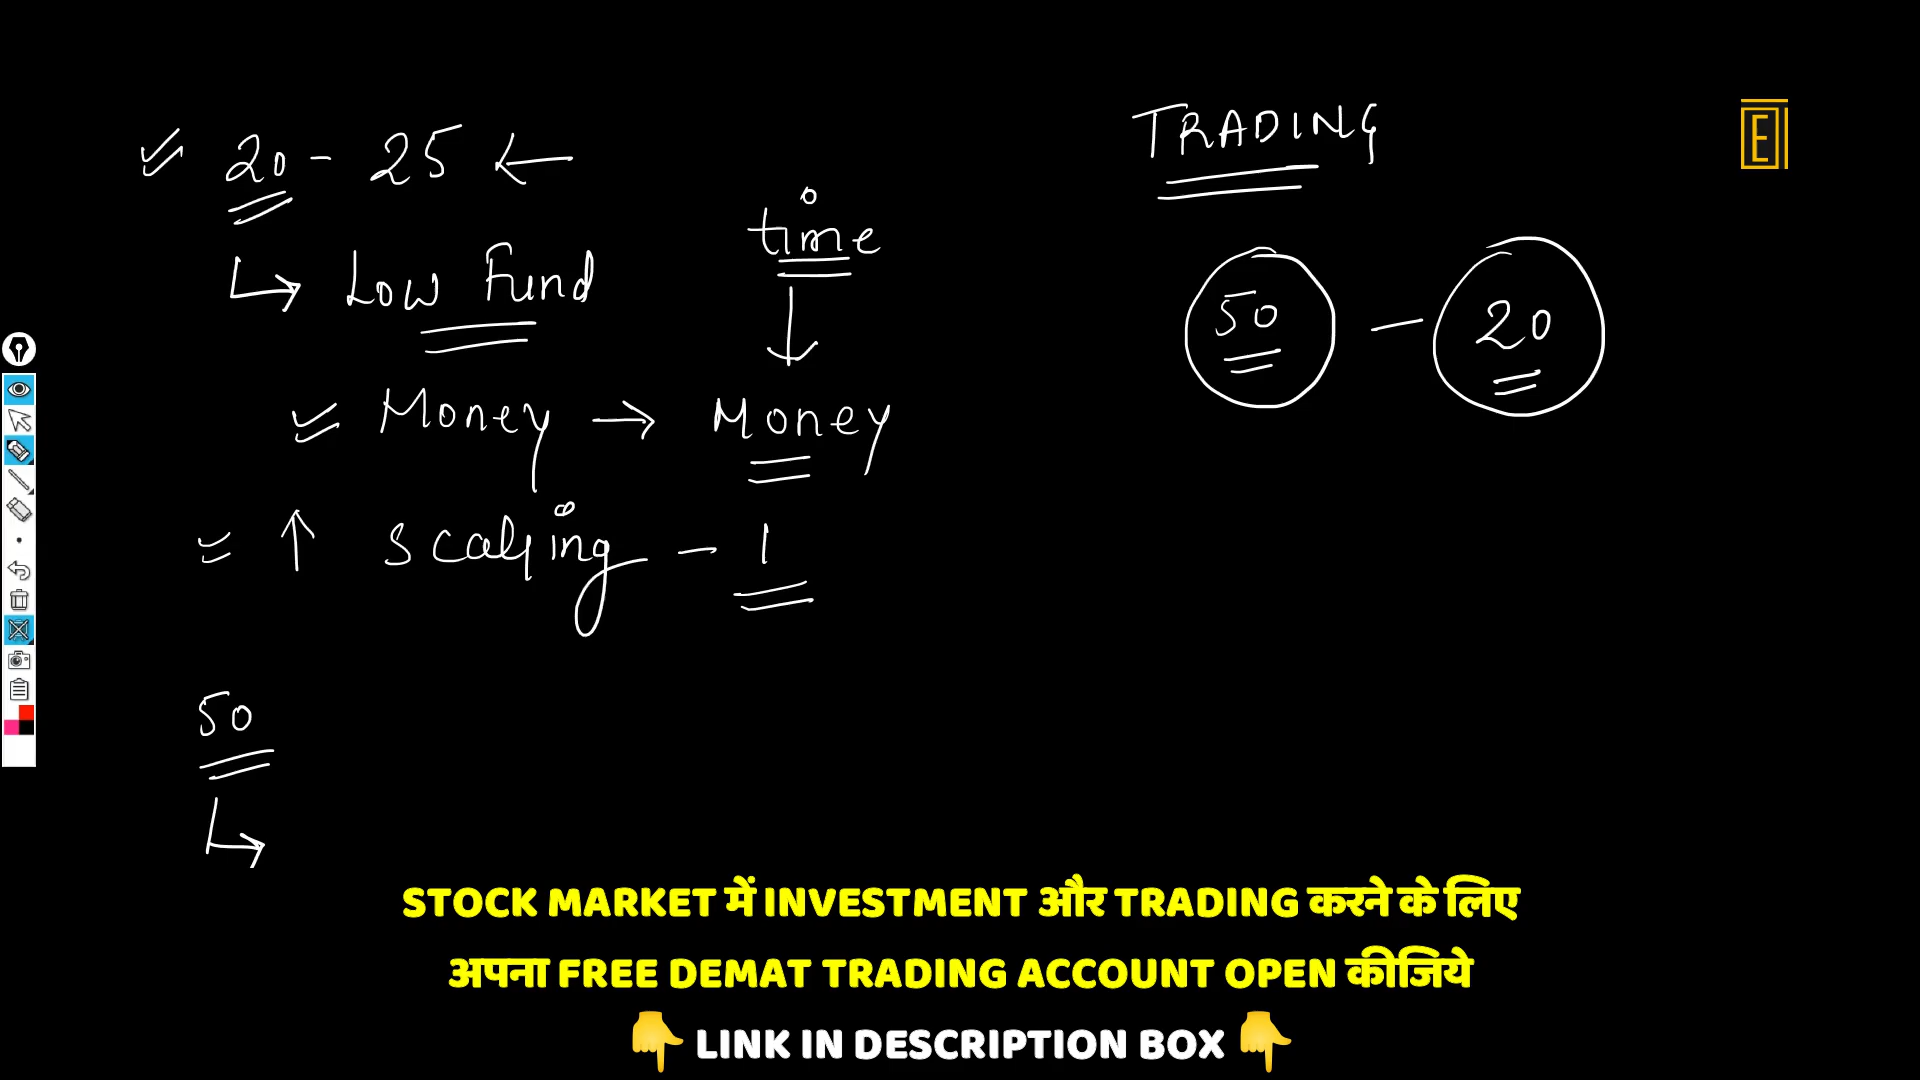 20 - 25 ←
↳ Low Fund
time
↓
Money → Money
↑ scalping - 1
50
↳
TRADING
50 - 20
E
STOCK MARKET में INVESTMENT और TRADING करने के लिए
अपना FREE DEMAT TRADING ACCOUNT OPEN कीजिये
👇 LINK IN DESCRIPTION BOX 👇